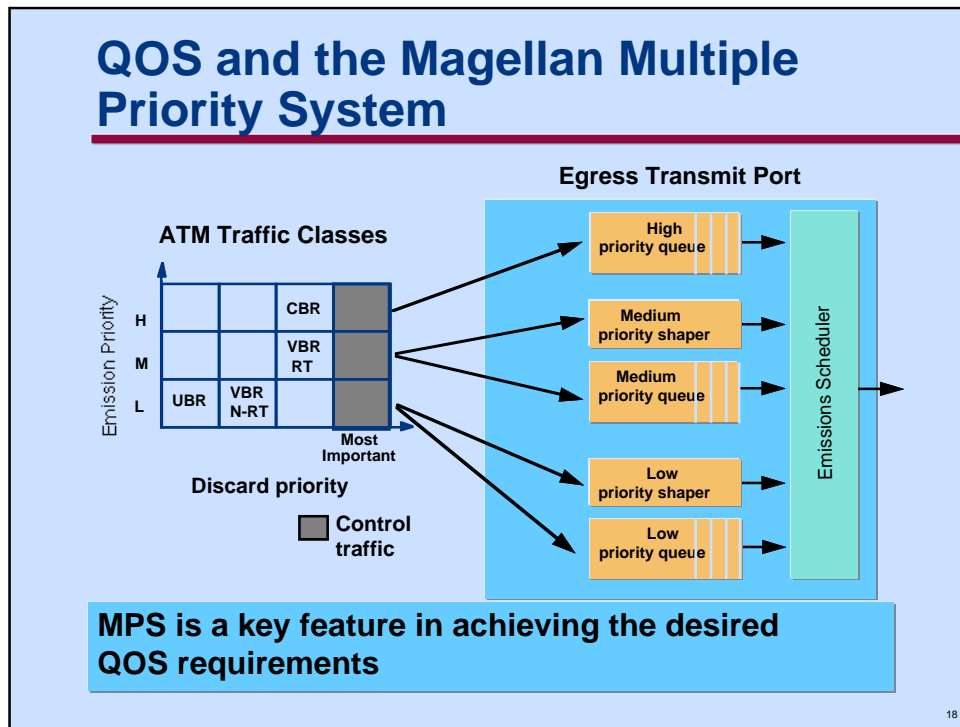 QOS and the Magellan Multiple
Priority System
Egress Transmit Port
ATM Traffic Classes
Emission Priority
H
M
L
CBR
VBR
RT
UBR
VBR
N-RT
Most
Important
Discard priority
Control
traffic
High
priority queue
Medium
priority shaper
Medium
priority queue
Low
priority shaper
Low
priority queue
Emissions Scheduler
MPS is a key feature in achieving the desired
QOS requirements
18